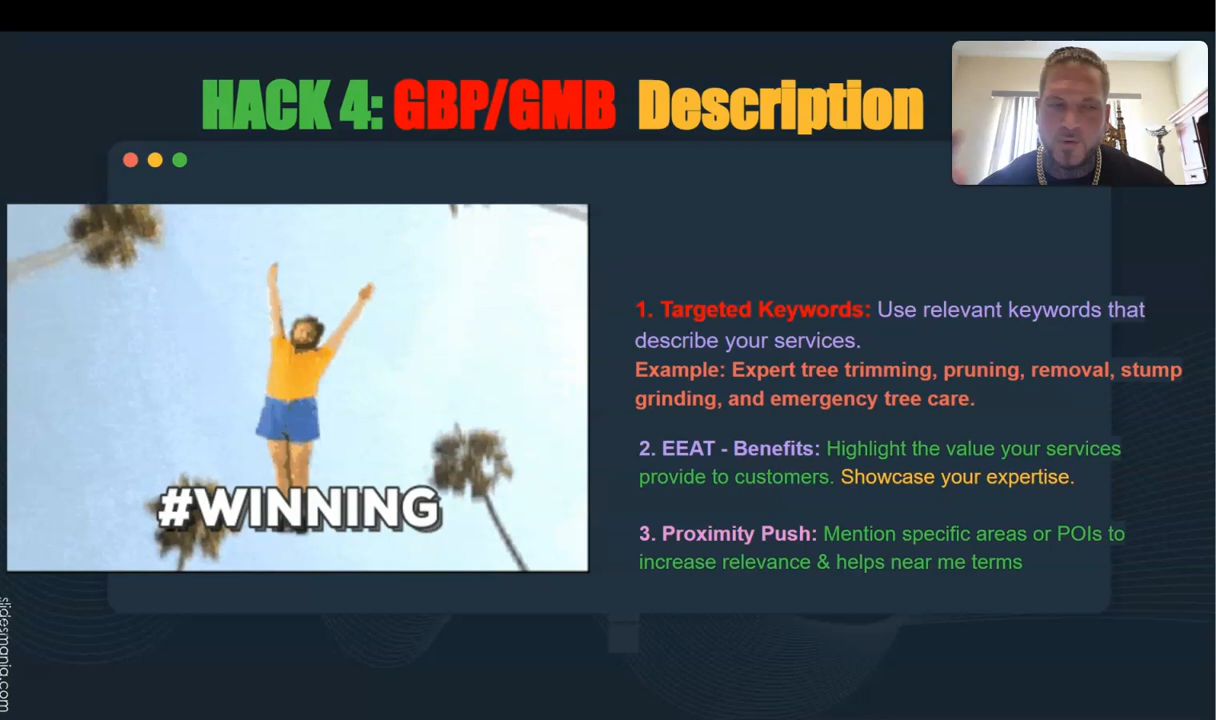 HACK 4: GBP/GMB Description
#WINNING
1. Targeted Keywords: Use relevant keywords that
describe your services.
Example: Expert tree trimming, pruning, removal, stump
grinding, and emergency tree care.
2. EEAT - Benefits: Highlight the value your services
provide to customers. Showcase your expertise.
3. Proximity Push: Mention specific areas or POIs to
increase relevance & helps near me terms
slidesmania.com